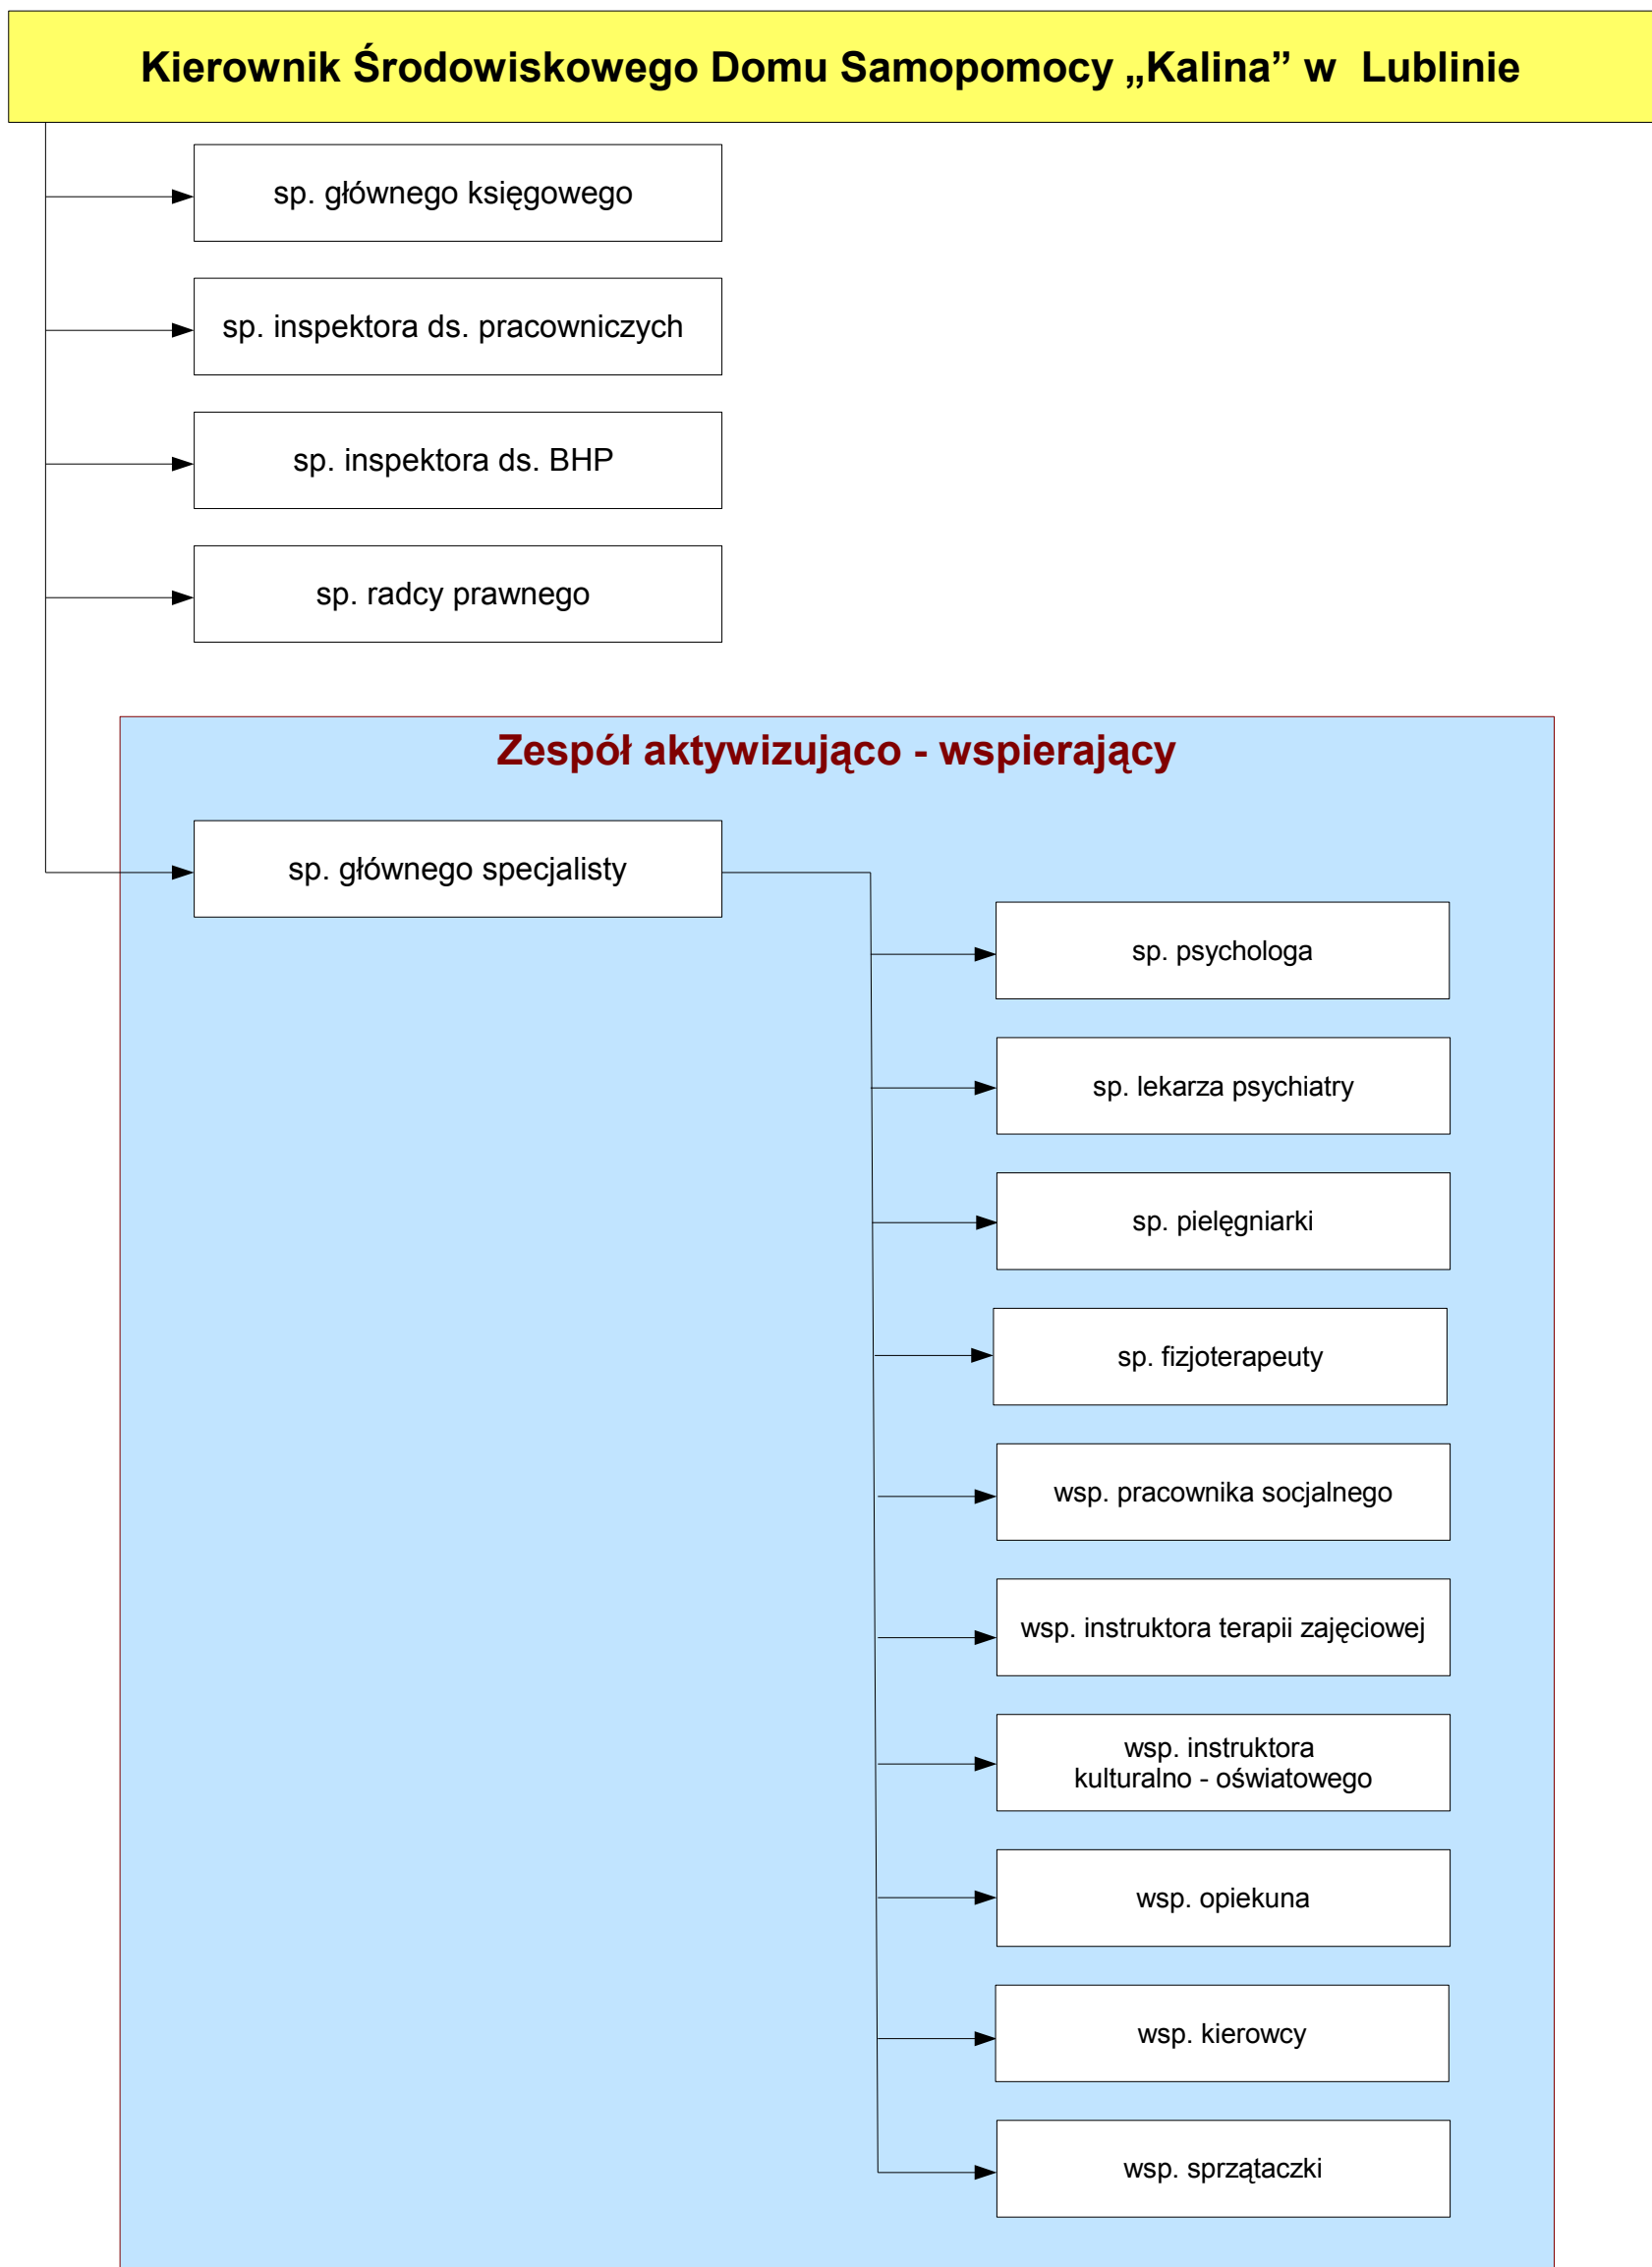 Kierownik Środowiskowego Domu Samopomocy „Kalina” w Lublinie
sp. głównego księgowego
sp. inspektora ds. pracowniczych
sp. inspektora ds. BHP
sp. radcy prawnego
Zespół aktywizująco - wspierający
sp. głównego specjalisty
sp. psychologa
sp. lekarza psychiatry
sp. pielęgniarki
sp. fizjoterapeuty
wsp. pracownika socjalnego
wsp. instruktora terapii zajęciowej
wsp. instruktora
kulturalno - oświatowego
wsp. opiekuna
wsp. kierowcy
wsp. sprzątaczki